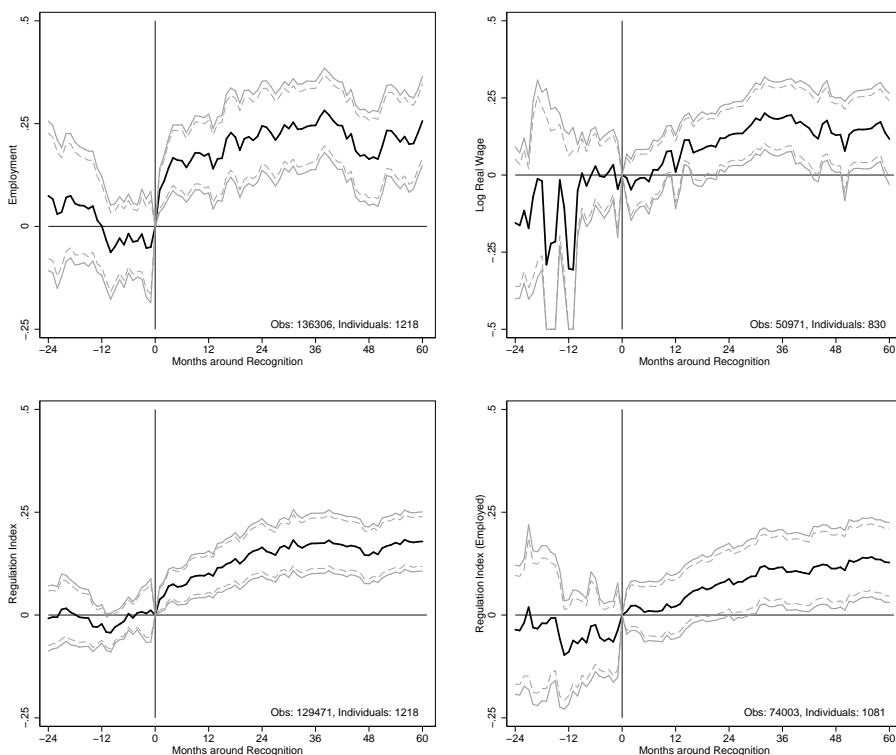 .5
.25
0
−.25
Employment
Obs: 136306, Individuals: 1218
−24 −12 0 12 24 36 48 60
Months around Recognition
.5
.25
0
−.25
−.5
Log Real Wage
Obs: 50971, Individuals: 830
−24 −12 0 12 24 36 48 60
Months around Recognition
.5
.25
0
−.25
Regulation Index
Obs: 129471, Individuals: 1218
−24 −12 0 12 24 36 48 60
Months around Recognition
.5
.25
0
−.25
Regulation Index (Employed)
Obs: 74003, Individuals: 1081
−24 −12 0 12 24 36 48 60
Months around Recognition